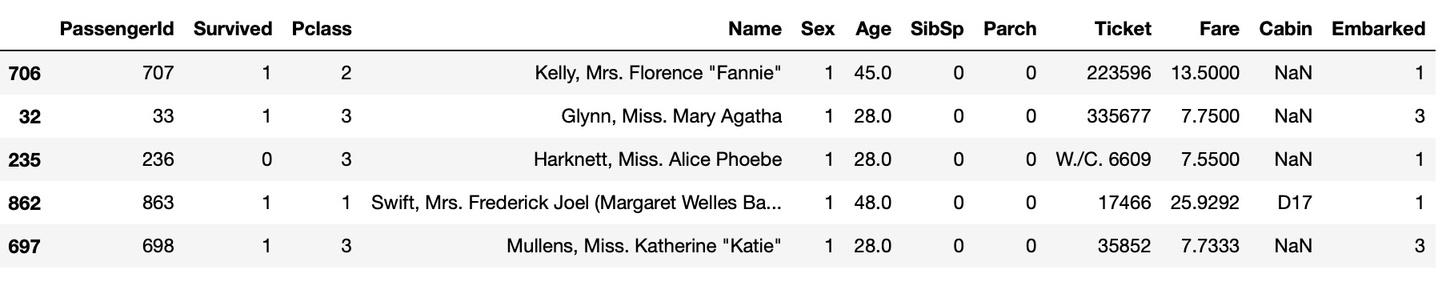 PassengerId Survived Pclass Name Sex Age SibSp Parch Ticket Fare Cabin Embarked
706 707 1 2 Kelly, Mrs. Florence "Fannie" 1 45.0 0 0 223596 13.5000 NaN 1
32 33 1 3 Glynn, Miss. Mary Agatha 1 28.0 0 0 335677 7.7500 NaN 3
235 236 0 3 Harknett, Miss. Alice Phoebe 1 28.0 0 0 W./C. 6609 7.5500 NaN 1
862 863 1 1 Swift, Mrs. Frederick Joel (Margaret Welles Ba... 1 48.0 0 0 17466 25.9292 D17 1
697 698 1 3 Mullens, Miss. Katherine "Katie" 1 28.0 0 0 35852 7.7333 NaN 3